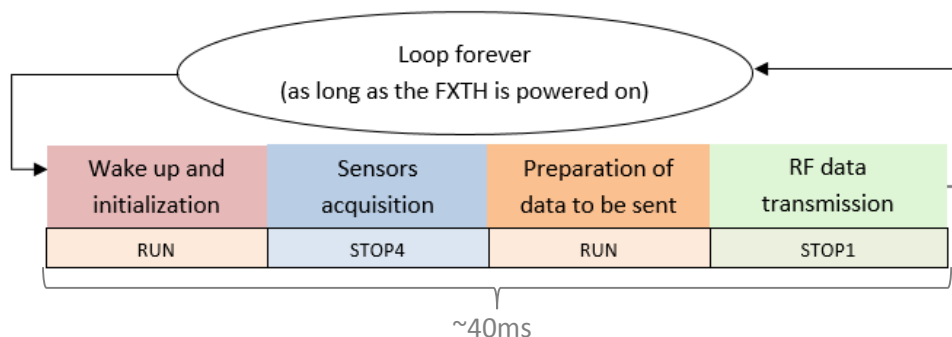 Loop forever
(as long as the FXTH is powered on)
Wake up and
initialization
Sensors
acquisition
Preparation of
data to be sent
RF data
transmission
RUN
STOP4
RUN
STOP1
~40ms